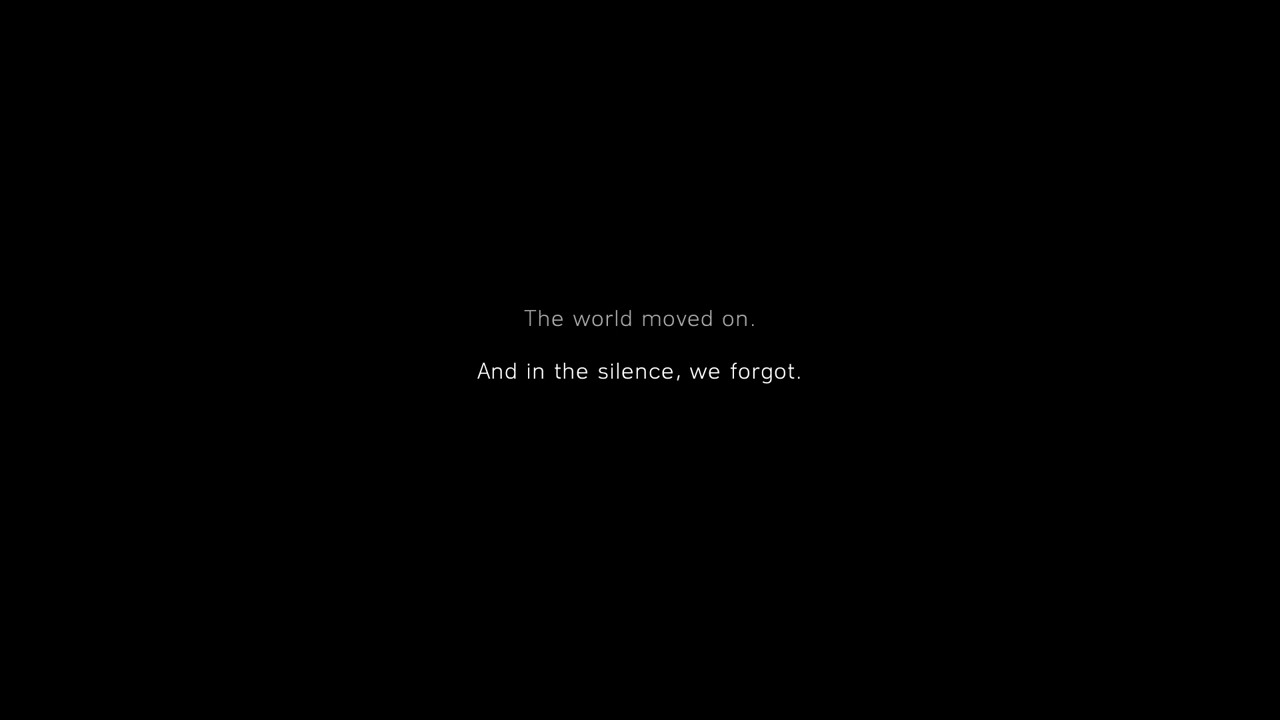 The world moved on.
And in the silence, we forgot.